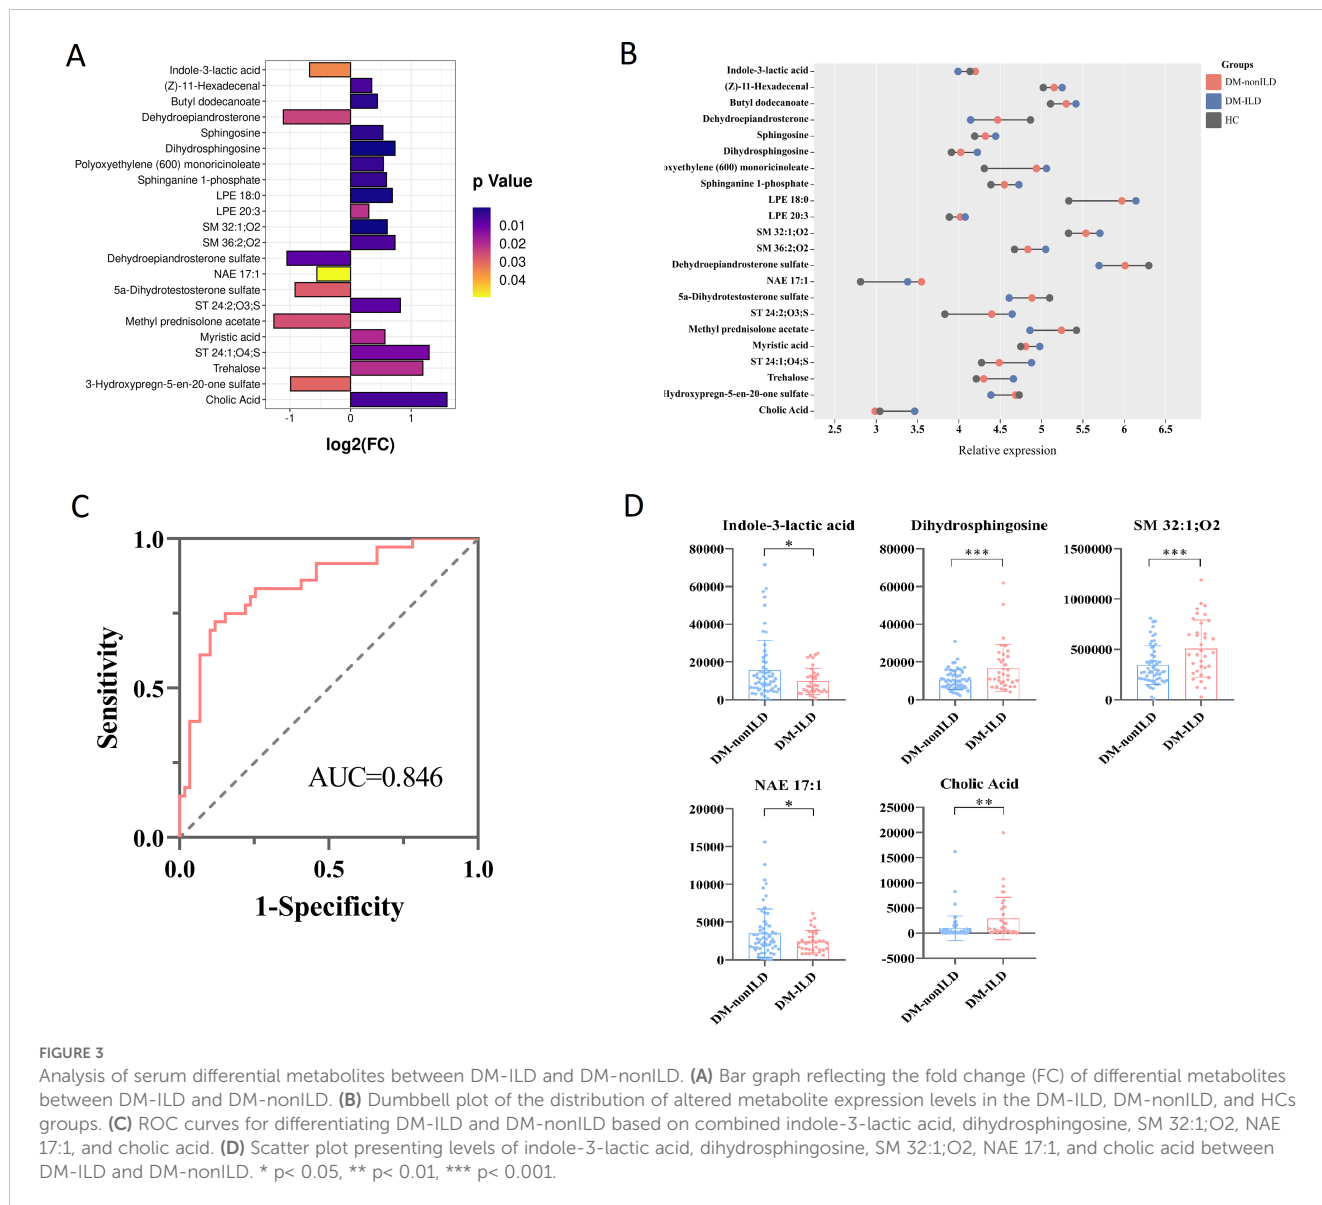 A
Indole-3-lactic acid
(Z)-11-Hexadecenal
Butyl dodecanoate
Dehydroepiandrosterone
Sphingosine
Dihydrosphingosine
Polyoxyethylene (600) monoricinoleate
Sphinganine 1-phosphate
LPE 18:0
LPE 20:3
SM 32:1;O2
SM 36:2;O2
Dehydroepiandrosterone sulfate
NAE 17:1
5a-Dihydrotestosterone sulfate
ST 24:2;O3;S
Methyl prednisolone acetate
Myristic acid
ST 24:1;O4;S
Trehalose
3-Hydroxypregn-5-en-20-one sulfate
Cholic Acid
-1 0 1
log2(FC)
p Value
0.01
0.02
0.03
0.04
B
Indole-3-lactic acid
(Z)-11-Hexadecenal
Butyl dodecanoate
Dehydroepiandrosterone
Sphingosine
Dihydrosphingosine
oxyethylene (600) monoricinoleate
Sphinganine 1-phosphate
LPE 18:0
LPE 20:3
SM 32:1;O2
SM 36:2;O2
Dehydroepiandrosterone sulfate
NAE 17:1
5a-Dihydrotestosterone sulfate
ST 24:2;O3;S
Methyl prednisolone acetate
Myristic acid
ST 24:1;O4;S
Trehalose
Hydroxypregn-5-en-20-one sulfate
Cholic Acid
2.5 3 3.5 4 4.5 5 5.5 6 6.5
Relative expression
Groups
DM-nonILD
DM-ILD
HC
C
1.0
0.5
0.0
Sensitivity
AUC=0.846
0.0 0.5 1.0
1-Specificity
D
Indole-3-lactic acid
*
80000
60000
40000
20000
0
DM-nonILD
DM-ILD
Dihydrosphingosine
***
80000
60000
40000
20000
0
DM-nonILD
DM-ILD
SM 32:1;O2
***
1500000
1000000
500000
0
DM-nonILD
DM-ILD
NAE 17:1
*
20000
15000
10000
5000
0
DM-nonILD
DM-ILD
Cholic Acid
**
25000
20000
15000
10000
5000
0
-5000
DM-nonILD
DM-ILD
FIGURE 3
Analysis of serum differential metabolites between DM-ILD and DM-nonILD. (A) Bar graph reflecting the fold change (FC) of differential metabolites
between DM-ILD and DM-nonILD. (B) Dumbbell plot of the distribution of altered metabolite expression levels in the DM-ILD, DM-nonILD, and HCs
groups. (C) ROC curves for differentiating DM-ILD and DM-nonILD based on combined indole-3-lactic acid, dihydrosphingosine, SM 32:1;O2, NAE
17:1, and cholic acid. (D) Scatter plot presenting levels of indole-3-lactic acid, dihydrosphingosine, SM 32:1;O2, NAE 17:1, and cholic acid between
DM-ILD and DM-nonILD. * p< 0.05, ** p< 0.01, *** p< 0.001.